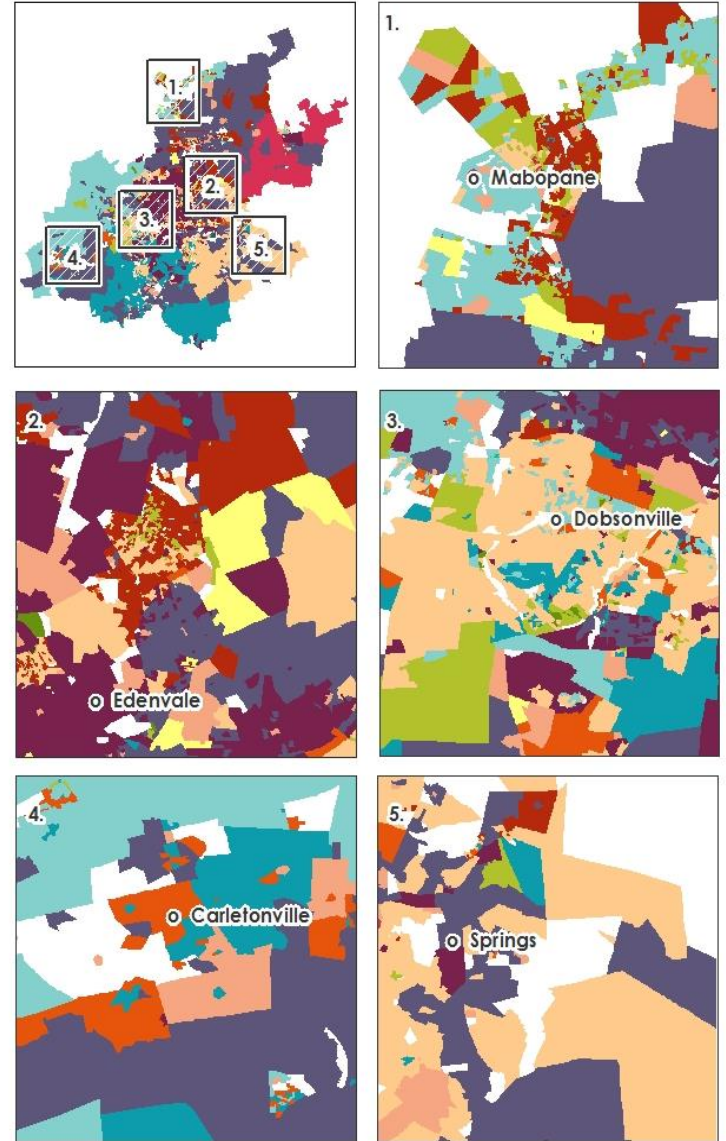 1.
2.
3.
4.
5.
1.
o Mabopane
2.
o Edenvale
3.
o Dobsonville
4.
o Carletonville
5.
o Springs